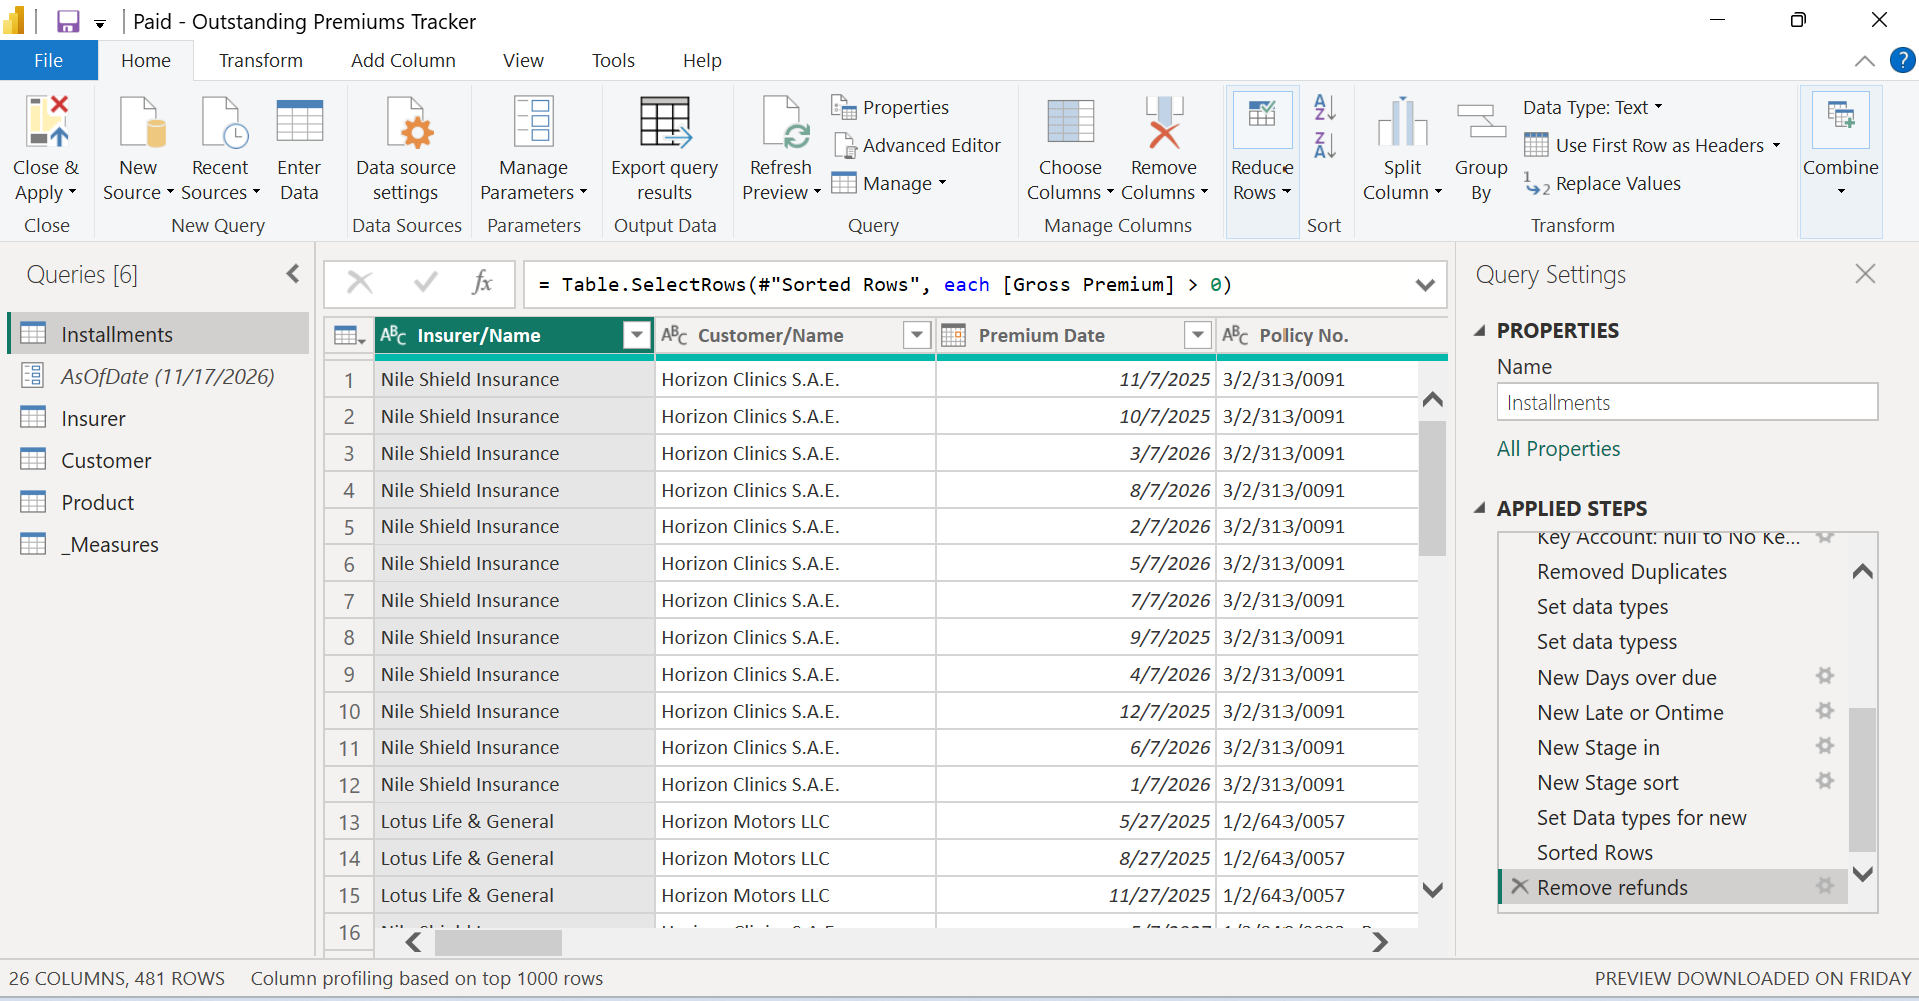 Paid - Outstanding Premiums Tracker
File Home Transform Add Column View Tools Help
Close & Apply
Close
New Source
Recent Sources
Enter Data
New Query
Data source settings
Data Sources
Manage Parameters
Parameters
Export query results
Output Data
Refresh Preview
Properties
Advanced Editor
Manage
Query
Choose Columns
Remove Columns
Manage Columns
Reduce Rows
Sort
Split Column
Group By
Data Type: Text
Use First Row as Headers
Replace Values
Transform
Combine
Queries [6]
Installments
AsOfDate (11/17/2026)
Insurer
Customer
Product
_Measures
fx = Table.SelectRows(#"Sorted Rows", each [Gross Premium] > 0)
Insurer/Name Customer/Name Premium Date Policy No.
1 Nile Shield Insurance Horizon Clinics S.A.E. 11/7/2025 3/2/313/0091
2 Nile Shield Insurance Horizon Clinics S.A.E. 10/7/2025 3/2/313/0091
3 Nile Shield Insurance Horizon Clinics S.A.E. 3/7/2026 3/2/313/0091
4 Nile Shield Insurance Horizon Clinics S.A.E. 8/7/2026 3/2/313/0091
5 Nile Shield Insurance Horizon Clinics S.A.E. 2/7/2026 3/2/313/0091
6 Nile Shield Insurance Horizon Clinics S.A.E. 5/7/2026 3/2/313/0091
7 Nile Shield Insurance Horizon Clinics S.A.E. 7/7/2026 3/2/313/0091
8 Nile Shield Insurance Horizon Clinics S.A.E. 9/7/2025 3/2/313/0091
9 Nile Shield Insurance Horizon Clinics S.A.E. 4/7/2026 3/2/313/0091
10 Nile Shield Insurance Horizon Clinics S.A.E. 12/7/2025 3/2/313/0091
11 Nile Shield Insurance Horizon Clinics S.A.E. 6/7/2026 3/2/313/0091
12 Nile Shield Insurance Horizon Clinics S.A.E. 1/7/2026 3/2/313/0091
13 Lotus Life & General Horizon Motors LLC 5/27/2025 1/2/643/0057
14 Lotus Life & General Horizon Motors LLC 8/27/2025 1/2/643/0057
15 Lotus Life & General Horizon Motors LLC 11/27/2025 1/2/643/0057
16
Query Settings
PROPERTIES
Name
Installments
All Properties
APPLIED STEPS
Key Account: null to No Ke...
Removed Duplicates
Set data types
Set data typess
New Days over due
New Late or Ontime
New Stage in
New Stage sort
Set Data types for new
Sorted Rows
Remove refunds
26 COLUMNS, 481 ROWS Column profiling based on top 1000 rows
PREVIEW DOWNLOADED ON FRIDAY